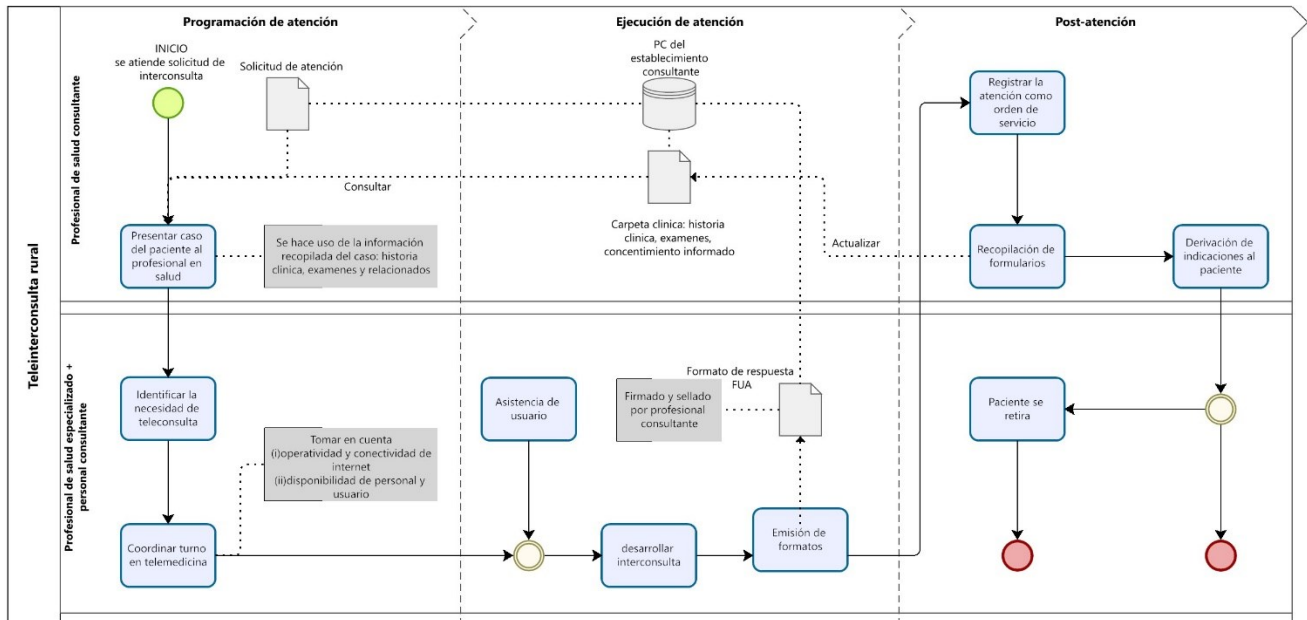 Programación de atención
Ejecución de atención
Post-atención
Teleinterconsulta rural
Profesional de salud consultante
INICIO
se atiende solicitud de
interconsulta
Solicitud de atención
PC del
establecimiento
consultante
Registrar la
atención como
orden de
servicio
Consultar
Presentar caso
del paciente al
profesional en
salud
Se hace uso de la información
recopilada del caso: historia
clinica, examenes y relacionados
Carpeta clinica: historia
clinica, examenes,
concentimiento informado
Actualizar
Recopilación de
formularios
Derivación de
indicaciones al
paciente
Profesional de salud especializado +
personal consultante
Identificar la
necesidad de
teleconsulta
Tomar en cuenta
(i)operatividad y conectividad de
internet
(ii)disponibilidad de personal y
usuario
Coordinar turno
en telemedicina
Asistencia de
usuario
Firmado y sellado
por profesional
consultante
Formato de respuesta
FUA
desarrollar
interconsulta
Emisión de
formatos
Paciente se
retira